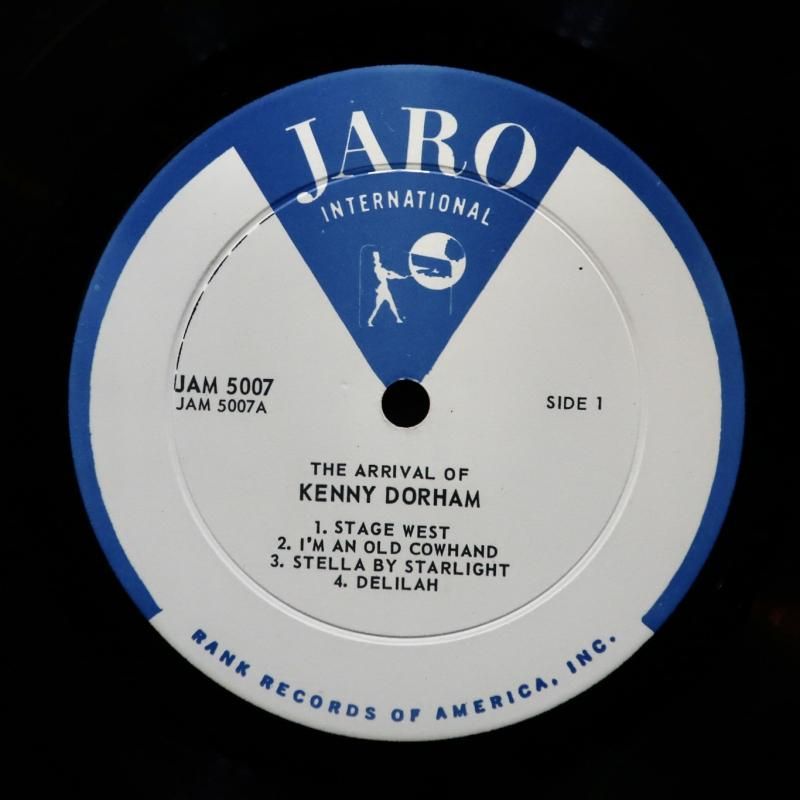 JARO
INTERNATIONAL
JAM 5007
JAM 5007A
SIDE 1
THE ARRIVAL OF
KENNY DORHAM
1. STAGE WEST
2. I'M AN OLD COWHAND
3. STELLA BY STARLIGHT
4. DELILAH
RANK RECORDS OF AMERICA, INC.